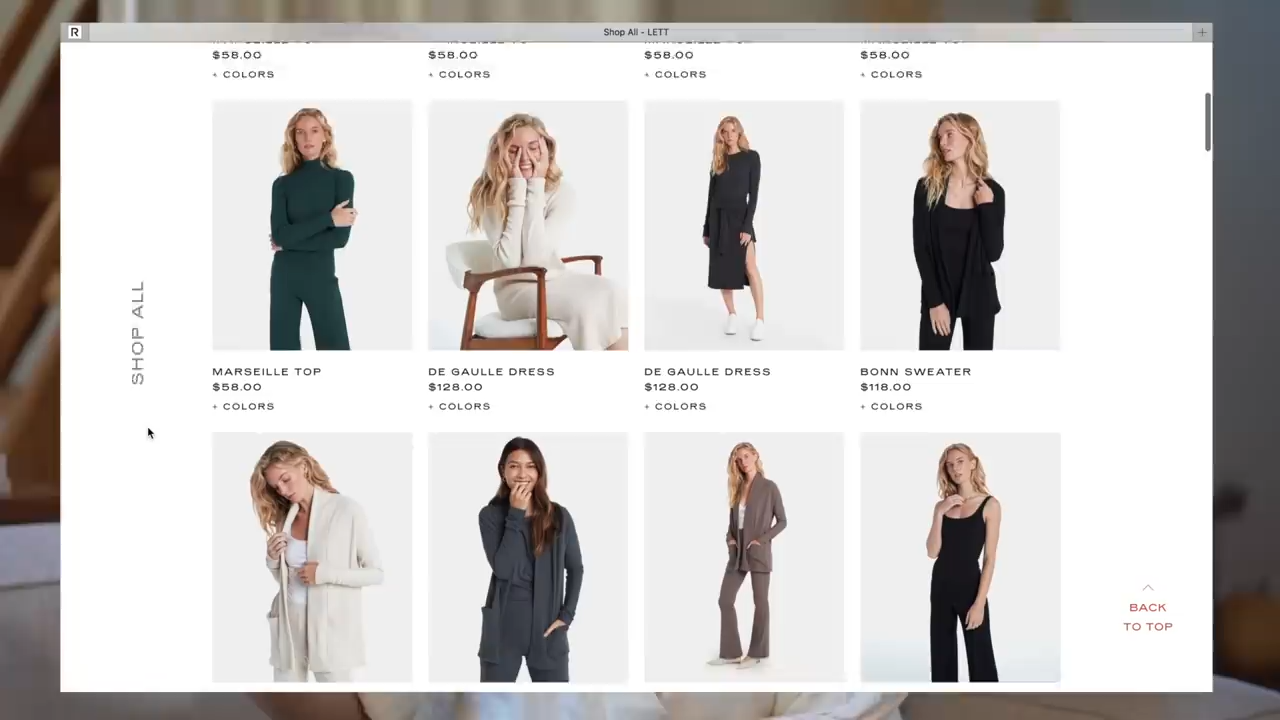 R
Shop All - LETT
+
$58.00
$58.00
$58.00
$58.00
+ COLORS
+ COLORS
+ COLORS
+ COLORS
SHOP ALL
MARSEILLE TOP
DE GAULLE DRESS
DE GAULLE DRESS
BONN SWEATER
$58.00
$128.00
$128.00
$118.00
+ COLORS
+ COLORS
+ COLORS
+ COLORS
BACK
TO TOP